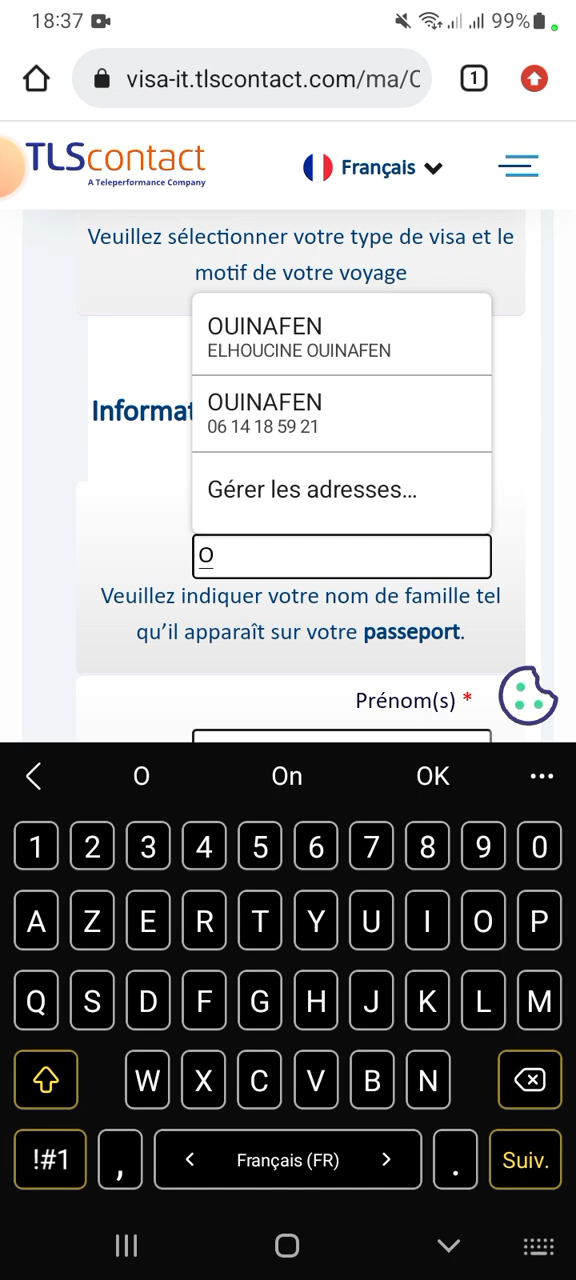 18:37
99%
visa-it.tlscontact.com/ma/C
1
TLScontact
A Teleperformance Company
Français
Veuillez sélectionner votre type de visa et le
motif de votre voyage
OUINAFEN
ELHOUCINE OUINAFEN
Informat
OUINAFEN
06 14 18 59 21
Gérer les adresses...
O
Veuillez indiquer votre nom de famille tel
qu’il apparaît sur votre passeport.
Prénom(s) *
O On OK ...
1 2 3 4 5 6 7 8 9 0
A Z E R T Y U I O P
Q S D F G H J K L M
W X C V B N
!#1 , < Français (FR) > . Suiv.